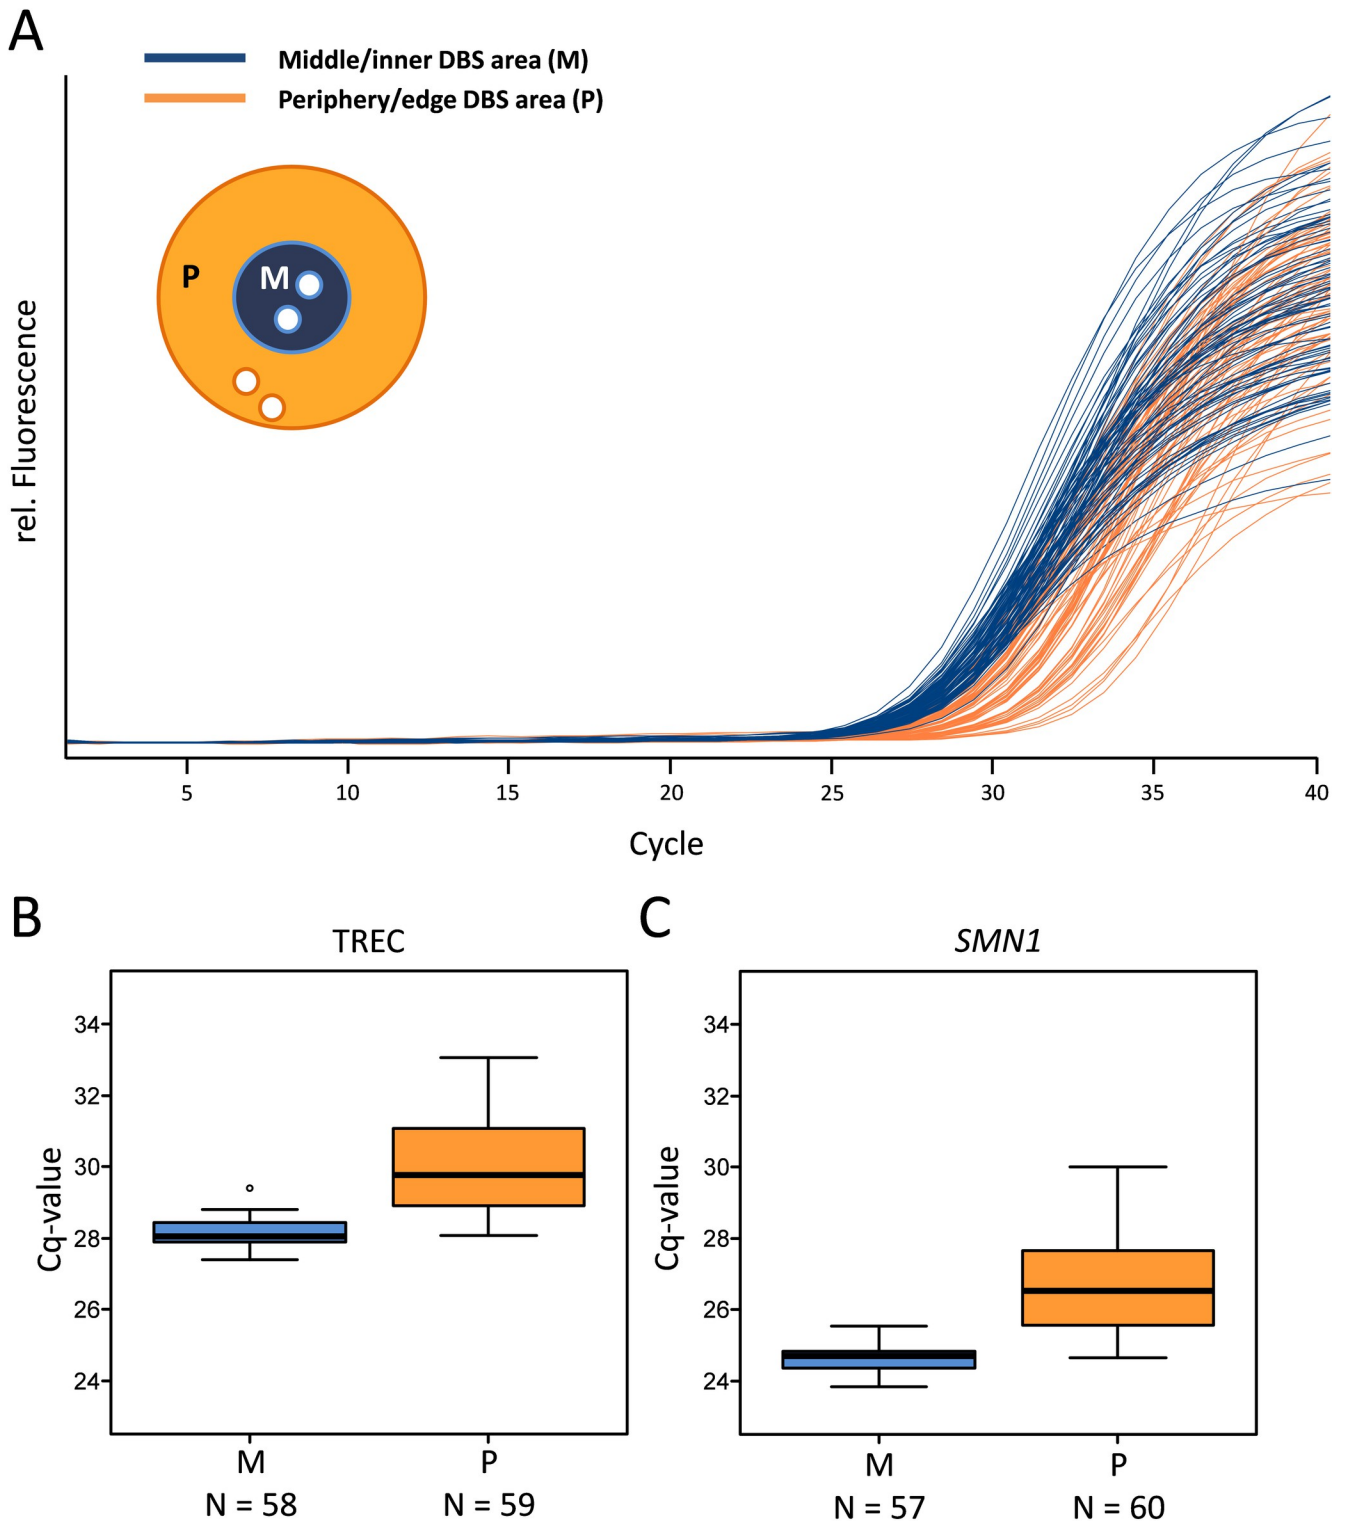 A
Middle/inner DBS area (M)
Periphery/edge DBS area (P)
P
M
rel. Fluorescence
5 10 15 20 25 30 35 40
Cycle
B
TREC
Cq-value
34
32
30
28
26
24
M P
N = 58 N = 59
C
SMN1
Cq-value
34
32
30
28
26
24
M P
N = 57 N = 60